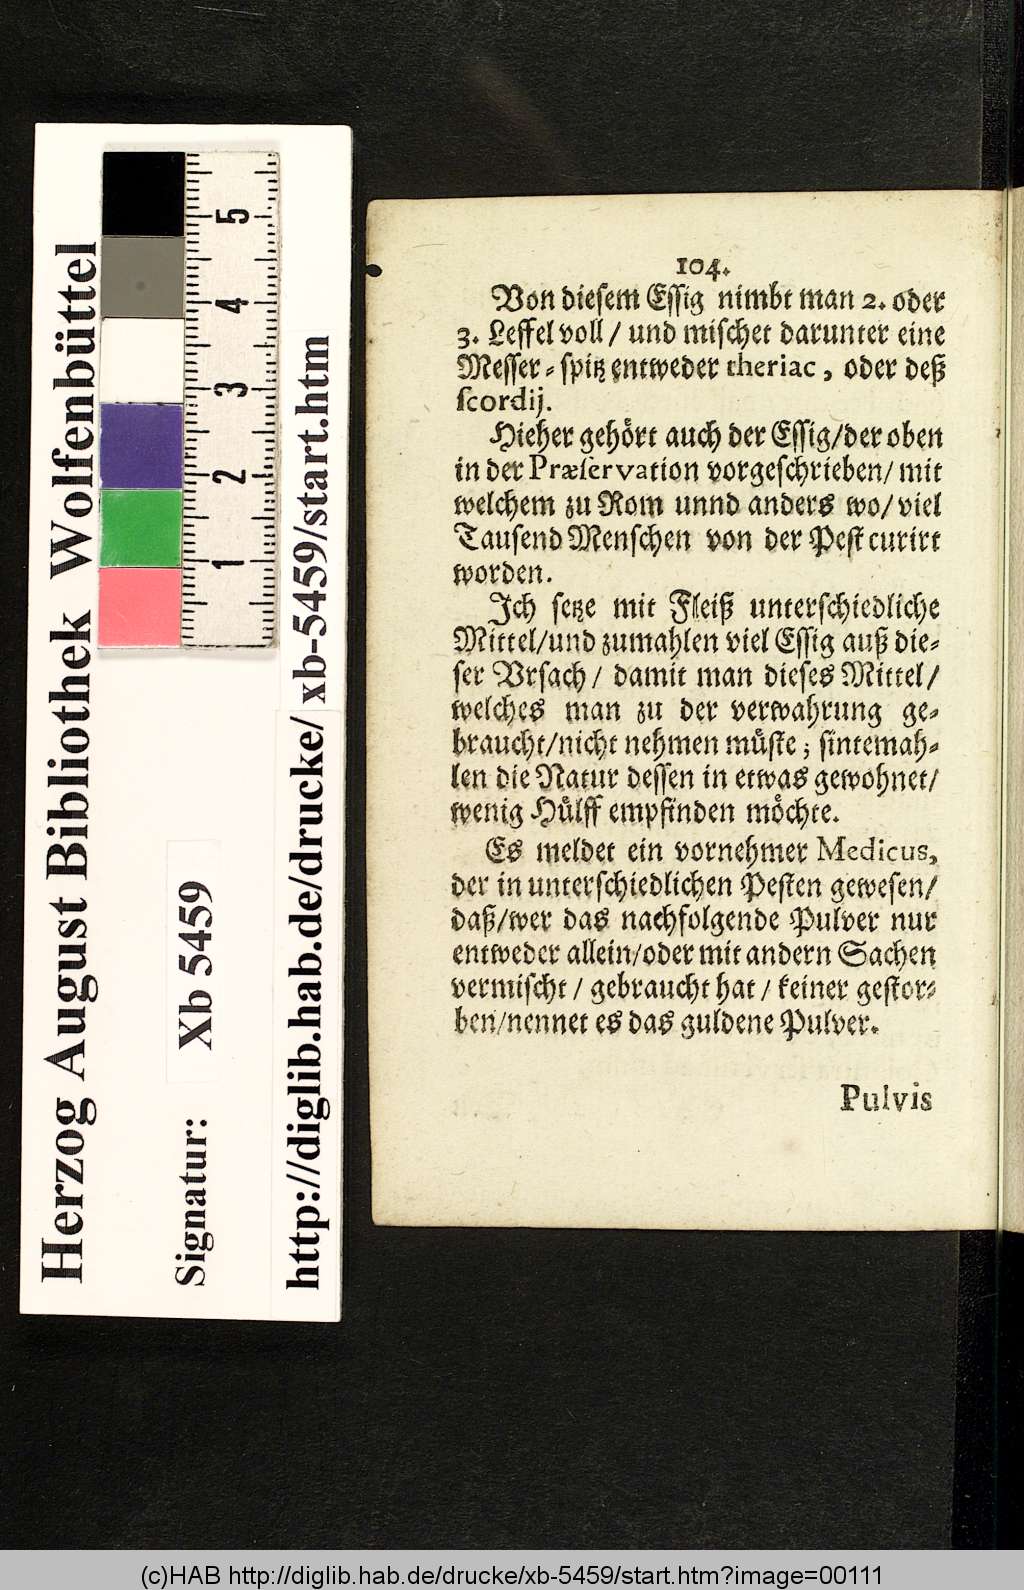 Herzog August Bibliothek Wolfenbüttel
Signatur: Xb 5459
http://diglib.hab.de/drucke/xb-5459/start.htm
1 2 3 4 5
104.
Von diesem Essig nimbt man 2. oder
3. Leffel voll / und mischet darunter eine
Messer-spitz entweder theriac, oder deß
scordij.
Hieher gehört auch der Essig/der oben
in der Præservation vorgeschrieben/ mit
welchem zu Rom unnd anders wo/ viel
Tausend Menschen von der Pest curirt
worden.
Ich setze mit Fleiß unterschiedliche
Mittel/und zumahlen viel Essig auß die-
ser Vrsach / damit man dieses Mittel/
welches man zu der verwahrung ge-
braucht/nicht nehmen müste; sintemah-
len die Natur dessen in etwas gewohnet/
wenig Hülff empfinden möchte.
Es meldet ein vornehmer Medicus,
der in unterschiedlichen Pesten gewesen/
daß/wer das nachfolgende Pulver nur
entweder allein/oder mit andern Sachen
vermischt / gebraucht hat / keiner gestor-
ben/nennet es das guldene Pulver.
Pulvis
(c)HAB http://diglib.hab.de/drucke/xb-5459/start.htm?image=00111